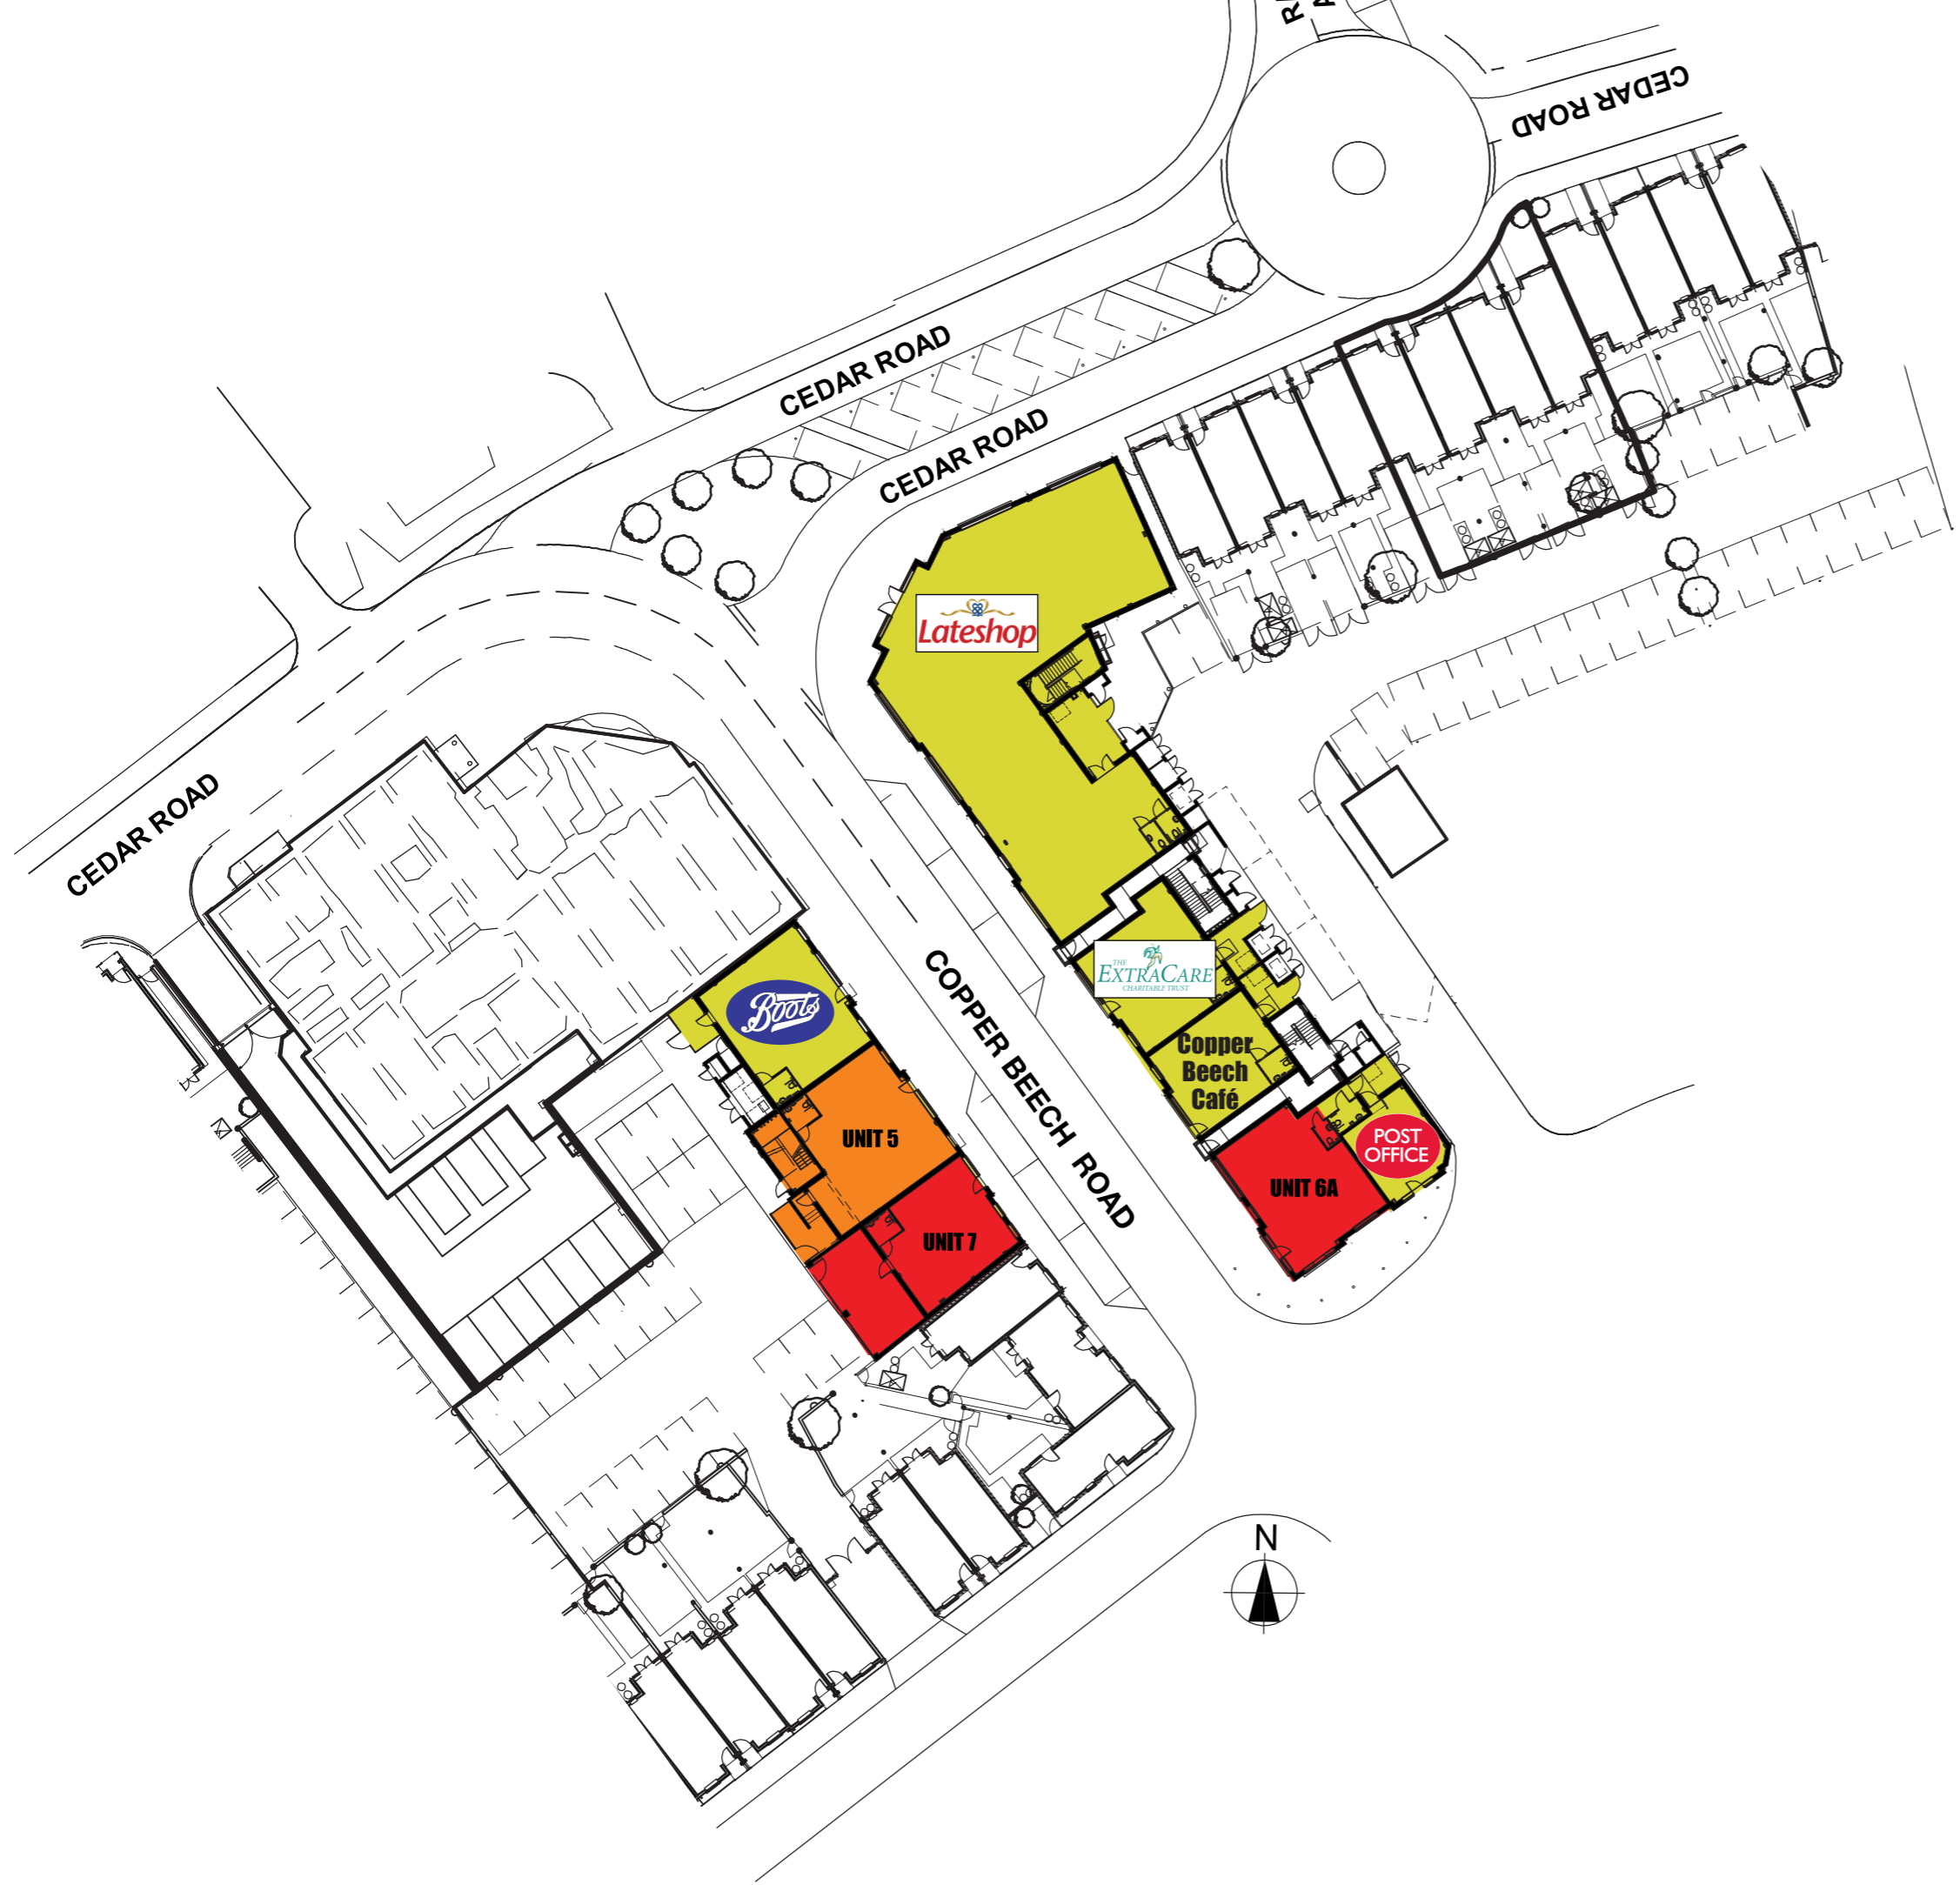 CEDAR ROAD
CEDAR ROAD
CEDAR ROAD
Lateshop
CEDAR ROAD
THE
EXTRACARE
CHARITABLE TRUST
Boots
COPPER BEECH ROAD
Copper
Beech
Café
UNIT 5
POST
OFFICE
UNIT 6A
UNIT 7
N